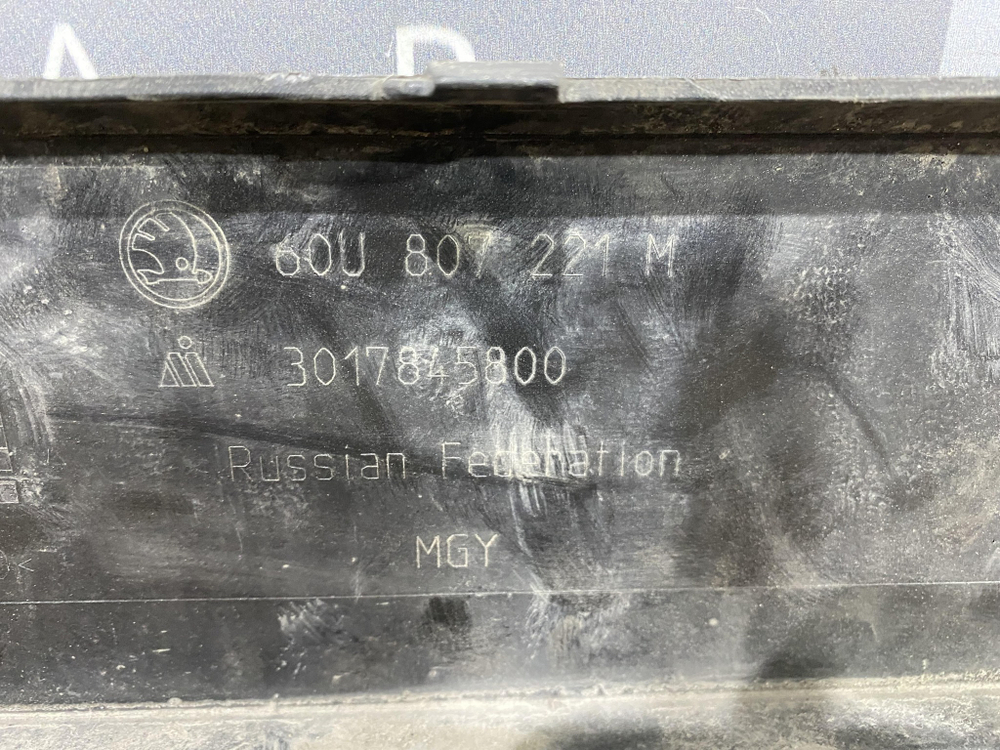 60U 807 221 M
3017845800
Russian Federation
MGY